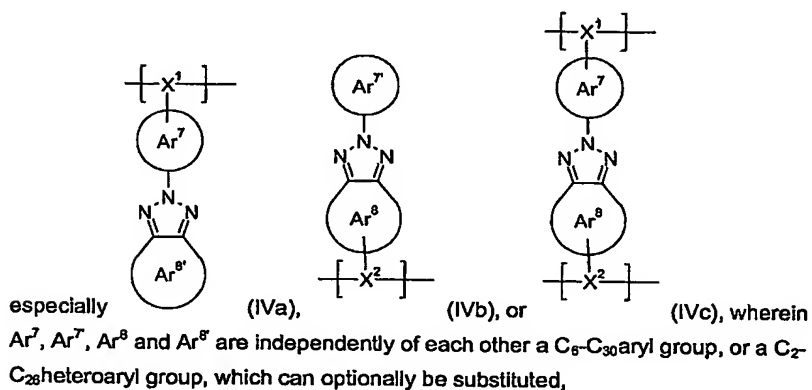 X¹
Ar⁷
N
N N
Ar⁸'
Ar⁷'
N
N N
Ar⁸
X²
X¹
Ar⁷
N
N N
Ar⁸
X²
especially (IVa), (IVb), or (IVc), wherein
Ar⁷, Ar⁷', Ar⁸ and Ar⁸' are independently of each other a C₆-C₃₀aryl group, or a C₂-
C₂₆heteroaryl group, which can optionally be substituted,